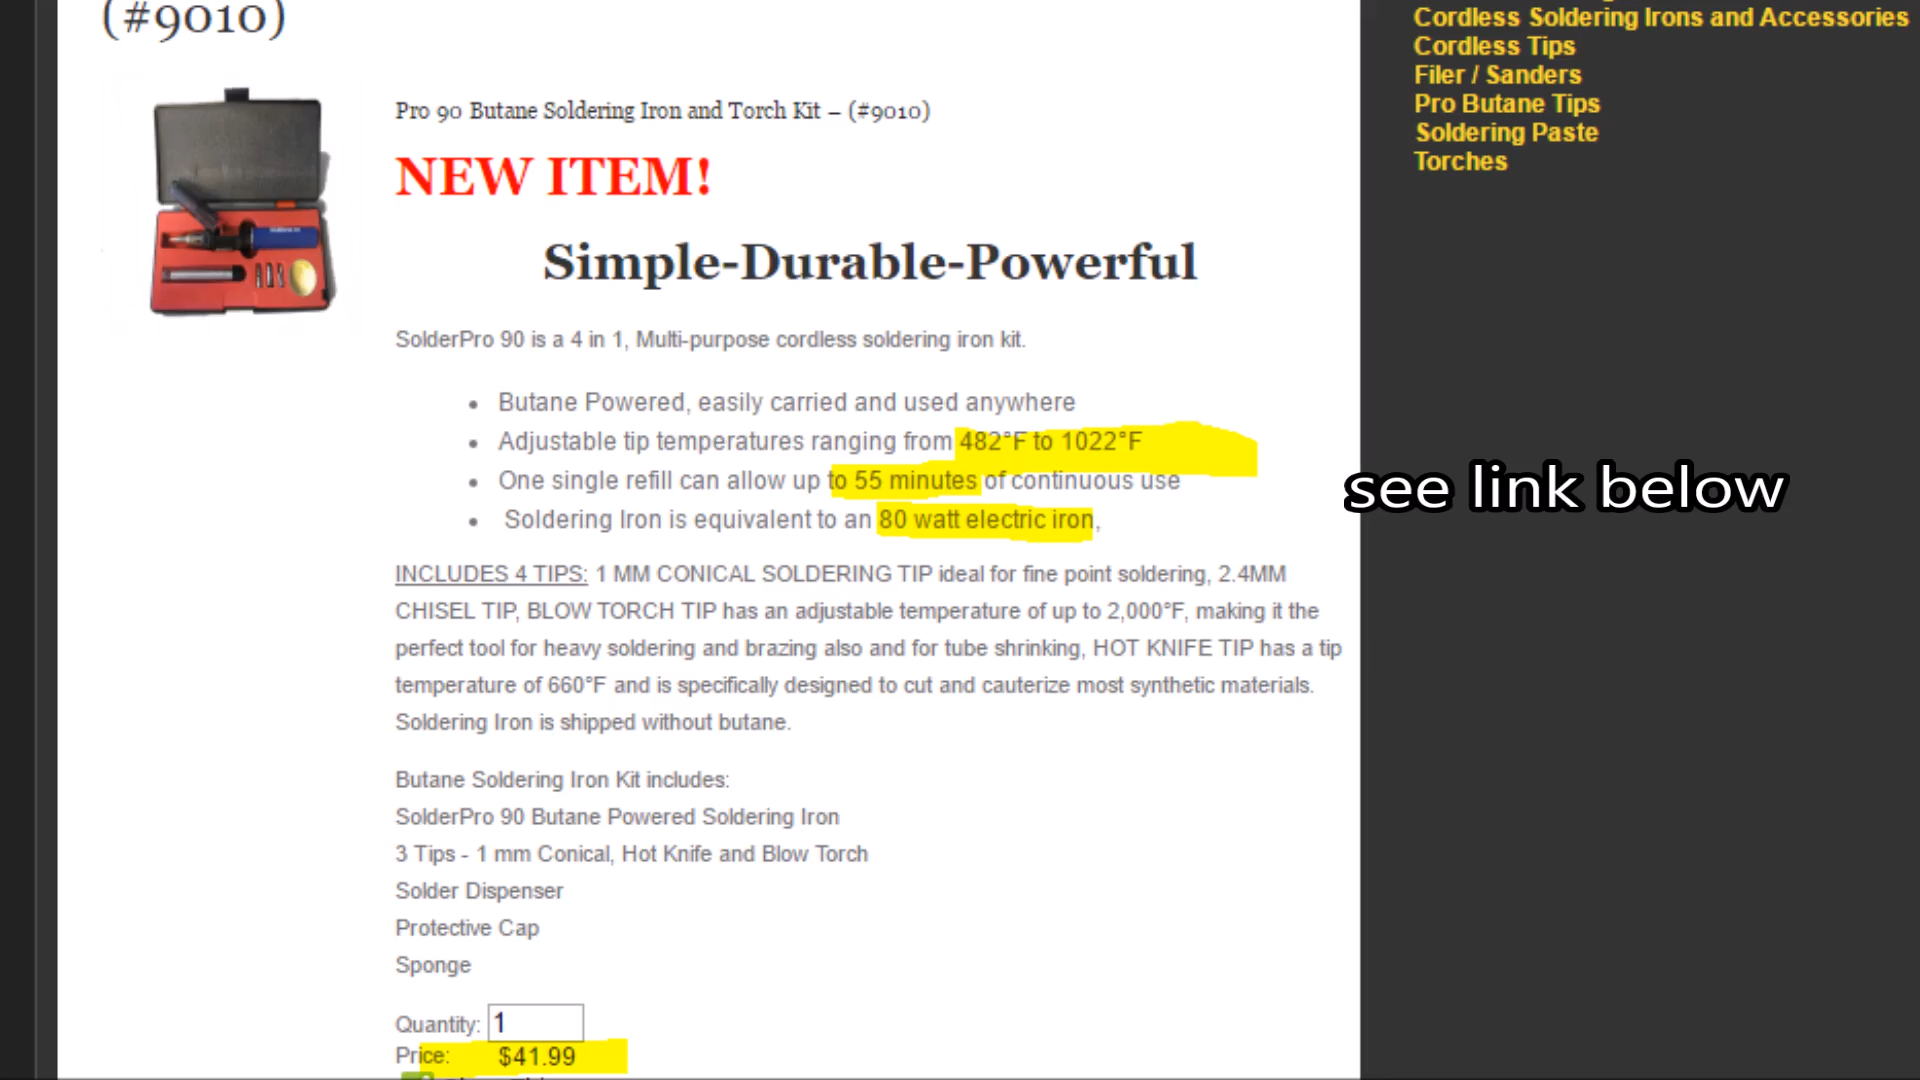 (#9010)
Pro 90 Butane Soldering Iron and Torch Kit – (#9010)
NEW ITEM!
Simple-Durable-Powerful
SolderPro 90 is a 4 in 1, Multi-purpose cordless soldering iron kit.
• Butane Powered, easily carried and used anywhere
• Adjustable tip temperatures ranging from 482°F to 1022°F
• One single refill can allow up to 55 minutes of continuous use
• Soldering Iron is equivalent to an 80 watt electric iron,
INCLUDES 4 TIPS: 1 MM CONICAL SOLDERING TIP ideal for fine point soldering, 2.4MM
CHISEL TIP, BLOW TORCH TIP has an adjustable temperature of up to 2,000°F, making it the
perfect tool for heavy soldering and brazing also and for tube shrinking, HOT KNIFE TIP has a tip
temperature of 660°F and is specifically designed to cut and cauterize most synthetic materials.
Soldering Iron is shipped without butane.
Butane Soldering Iron Kit includes:
SolderPro 90 Butane Powered Soldering Iron
3 Tips - 1 mm Conical, Hot Knife and Blow Torch
Solder Dispenser
Protective Cap
Sponge
Quantity: 1
Price: $41.99
Cordless Soldering Irons and Accessories
Cordless Tips
Filer / Sanders
Pro Butane Tips
Soldering Paste
Torches
see link below